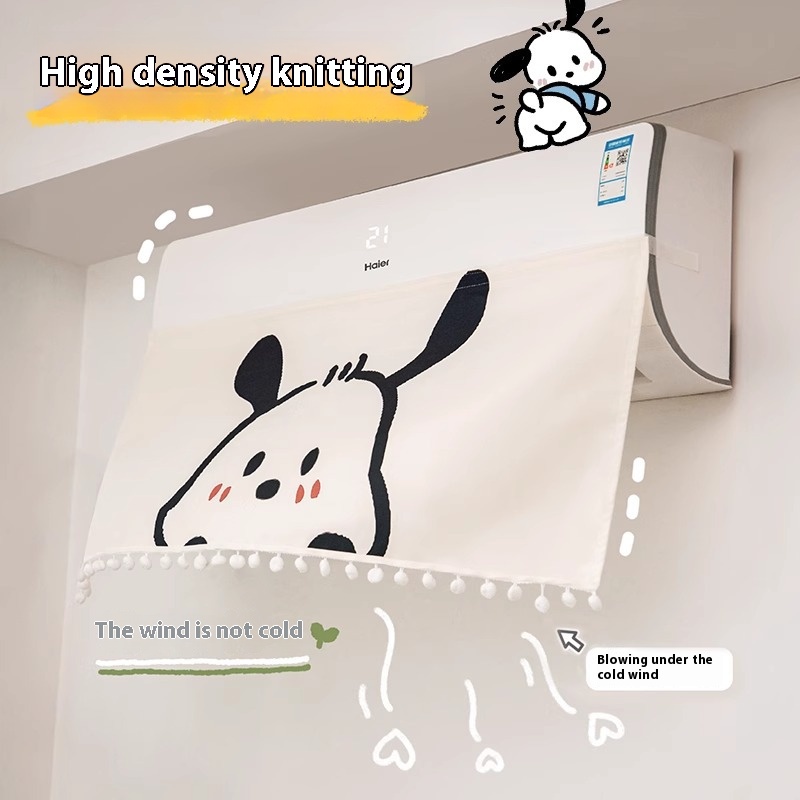 High density knitting
21
Haier
The wind is not cold
Blowing under the
cold wind